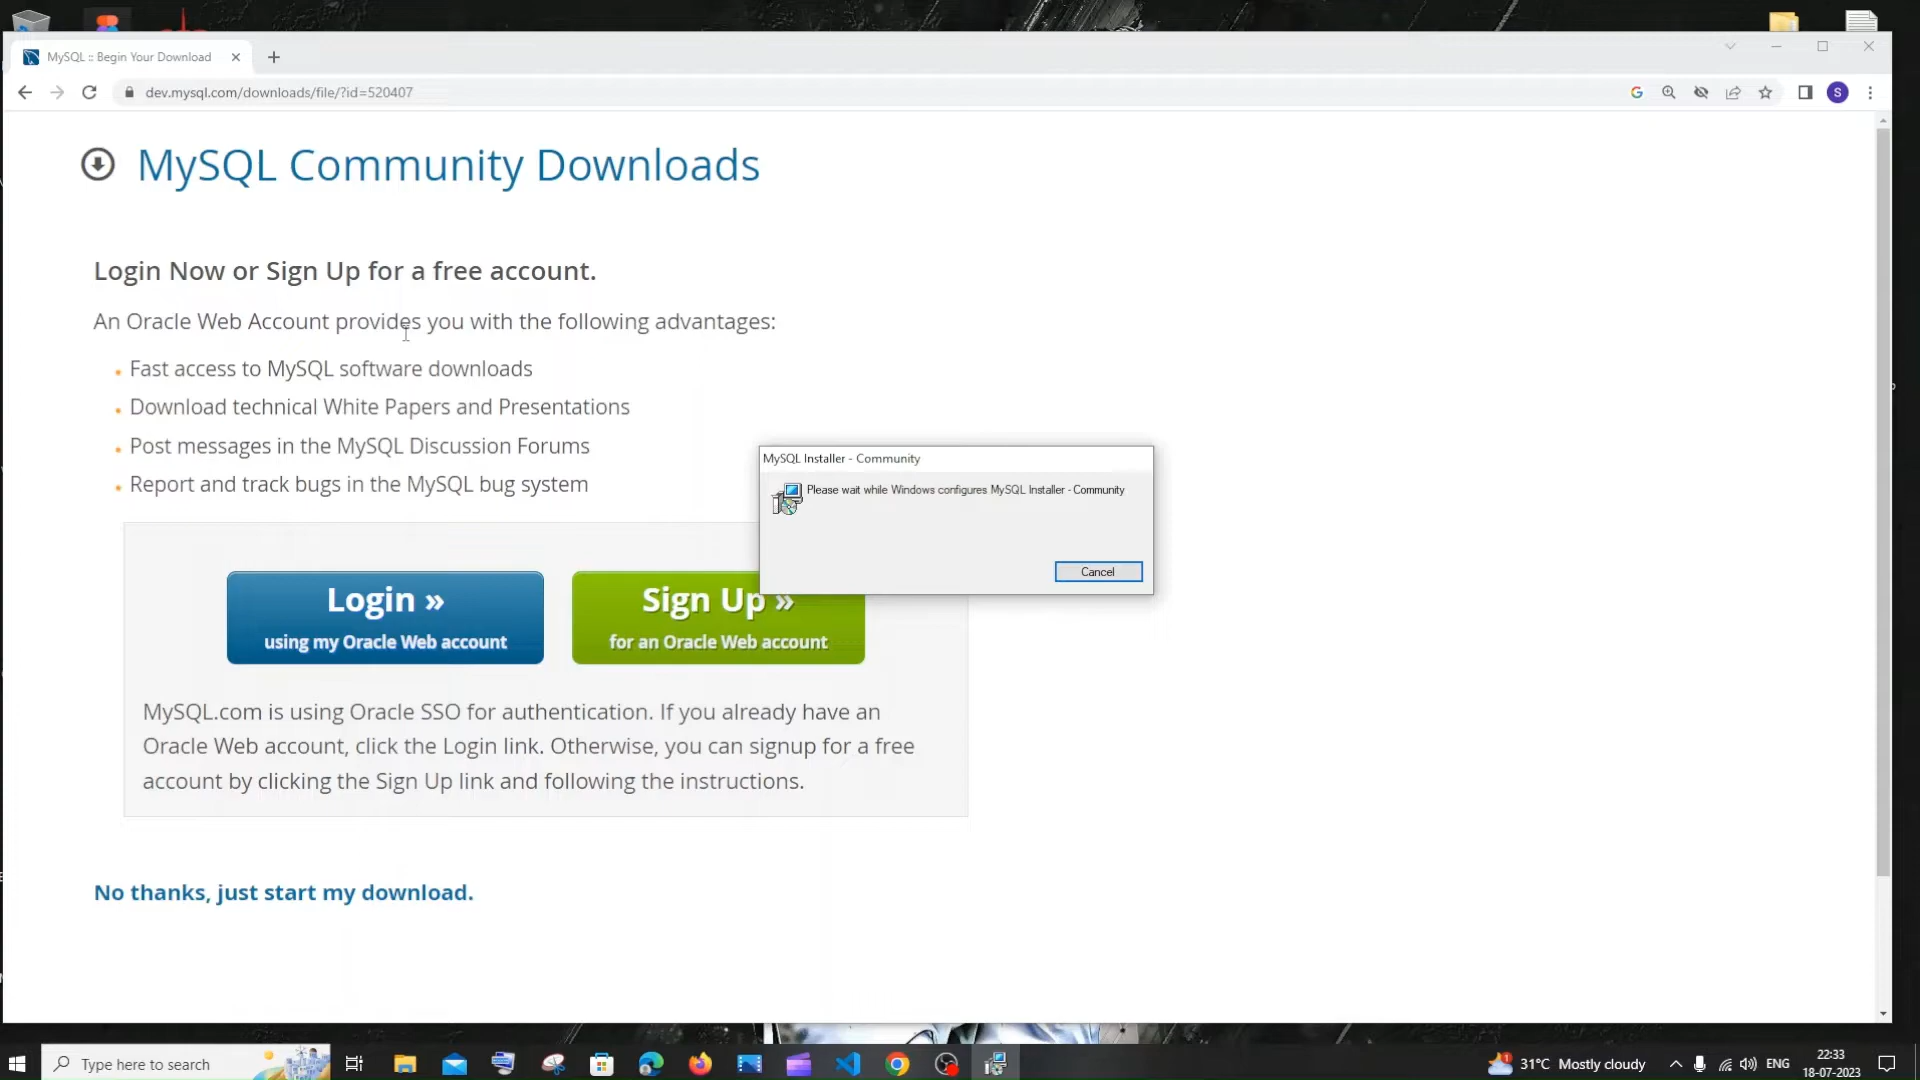 MySQL :: Begin Your Download
dev.mysql.com/downloads/file/?id=520407
S
MySQL Community Downloads
Login Now or Sign Up for a free account.
An Oracle Web Account provides you with the following advantages:
Fast access to MySQL software downloads
Download technical White Papers and Presentations
Post messages in the MySQL Discussion Forums
Report and track bugs in the MySQL bug system
MySQL Installer - Community
Please wait while Windows configures MySQL Installer - Community
Cancel
Login »
using my Oracle Web account
Sign Up »
for an Oracle Web account
MySQL.com is using Oracle SSO for authentication. If you already have an
Oracle Web account, click the Login link. Otherwise, you can signup for a free
account by clicking the Sign Up link and following the instructions.
No thanks, just start my download.
Type here to search
1
31°C Mostly cloudy
ENG
22:33
18-07-2023